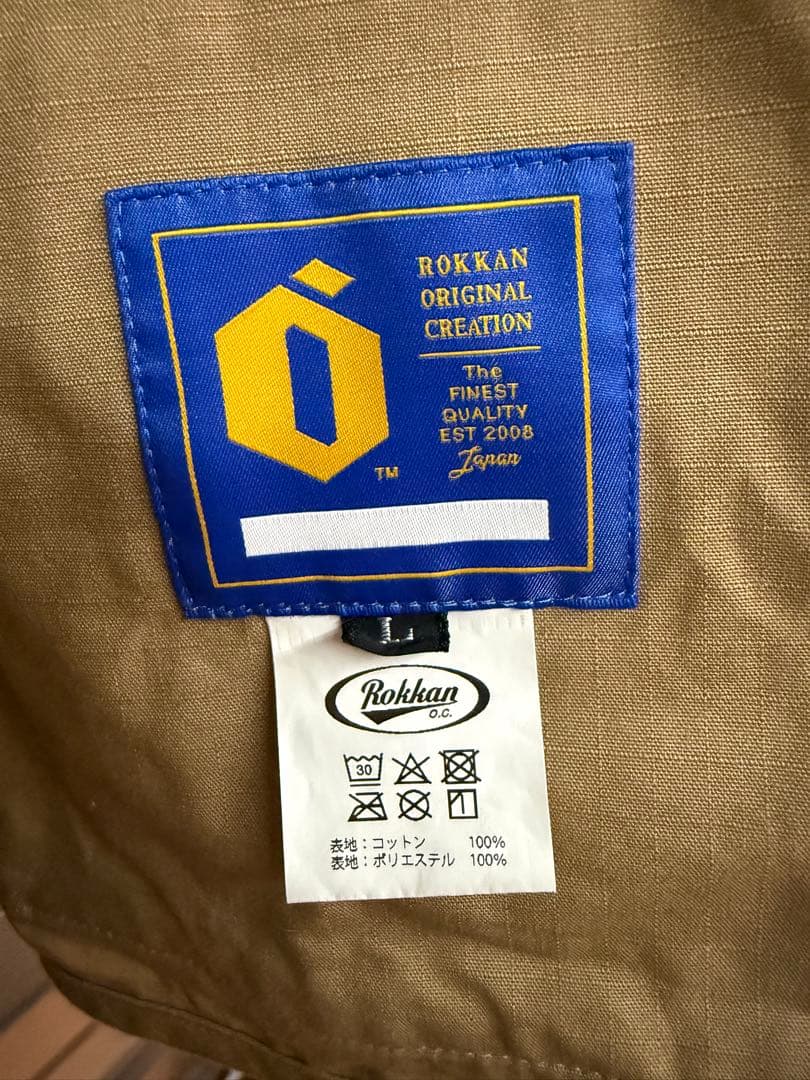 ROKKAN
ORIGINAL
CREATION
The
FINEST
QUALITY
EST 2008
Japan
TM
L
Rokkan
O.C.
30
表地：コットン 100%
表地：ポリエステル 100%